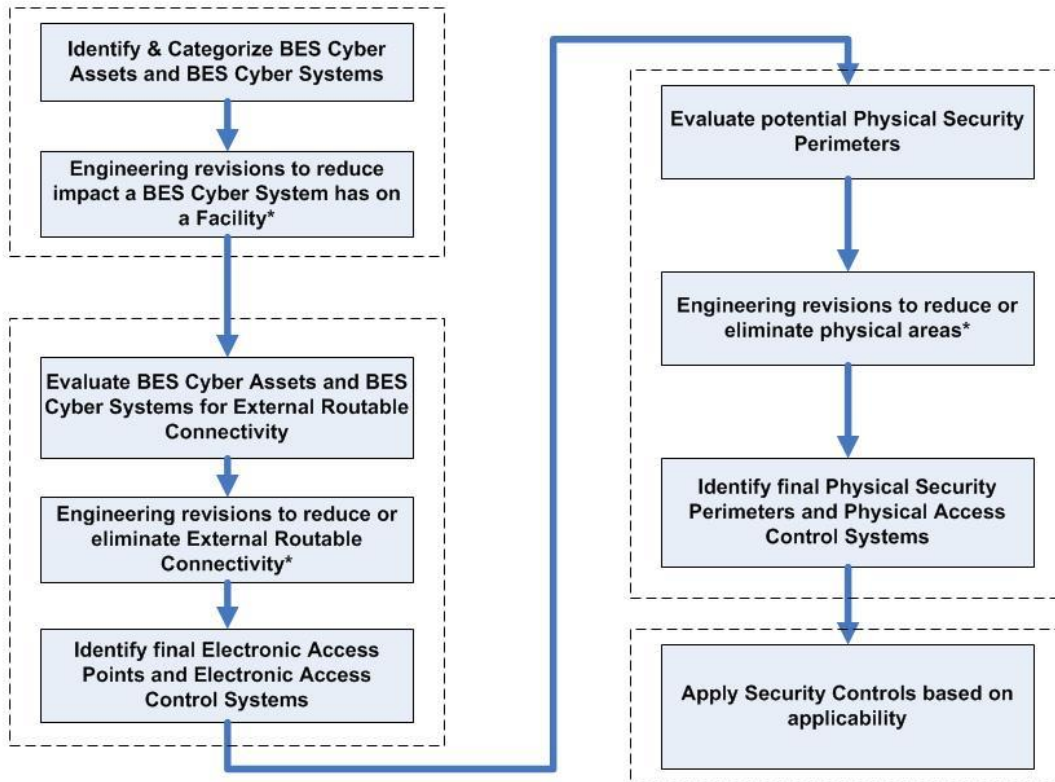 Identify & Categorize BES Cyber
Assets and BES Cyber Systems
Engineering revisions to reduce
impact a BES Cyber System has on
a Facility*
Evaluate BES Cyber Assets and BES
Cyber Systems for External Routable
Connectivity
Engineering revisions to reduce or
eliminate External Routable
Connectivity*
Identify final Electronic Access
Points and Electronic Access
Control Systems
Evaluate potential Physical Security
Perimeters
Engineering revisions to reduce or
eliminate physical areas*
Identify final Physical Security
Perimeters and Physical Access
Control Systems
Apply Security Controls based on
applicability